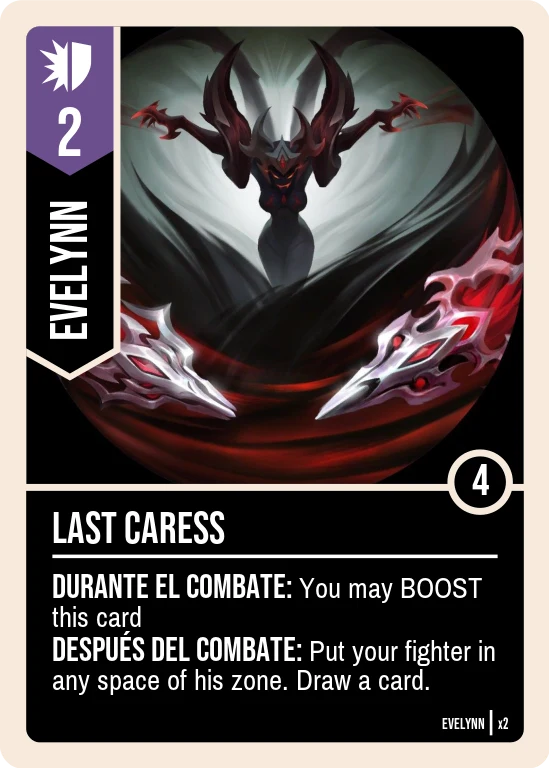 2
EVELYNN
4
LAST CARESS
DURANTE EL COMBATE: You may BOOST
this card
DESPUÉS DEL COMBATE: Put your fighter in
any space of his zone. Draw a card.
EVELYNN | x2